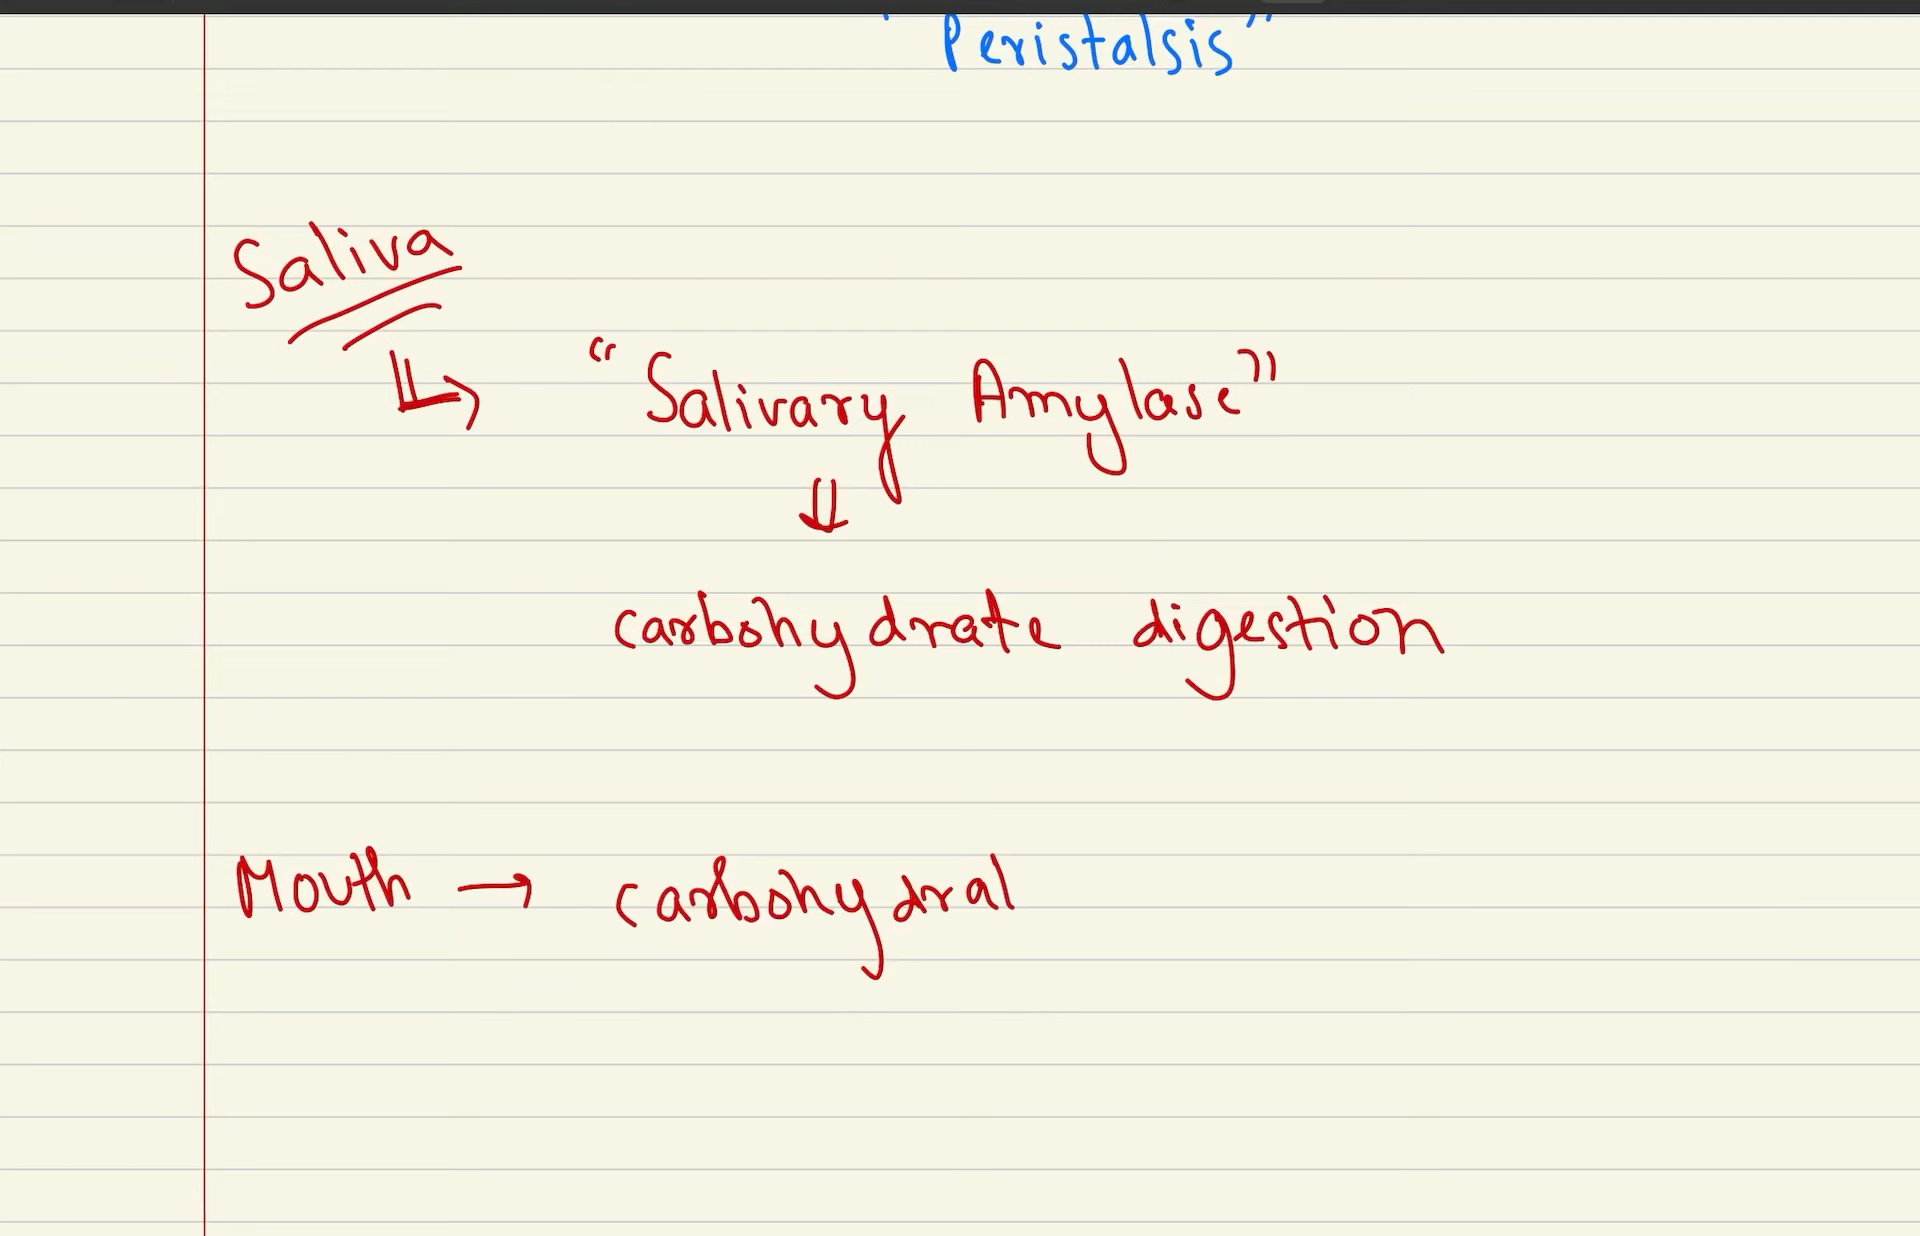 "Peristalsis"
Saliva
↳ "Salivary Amylase"
⇓
carbohydrate digestion
Mouth → carbohydral